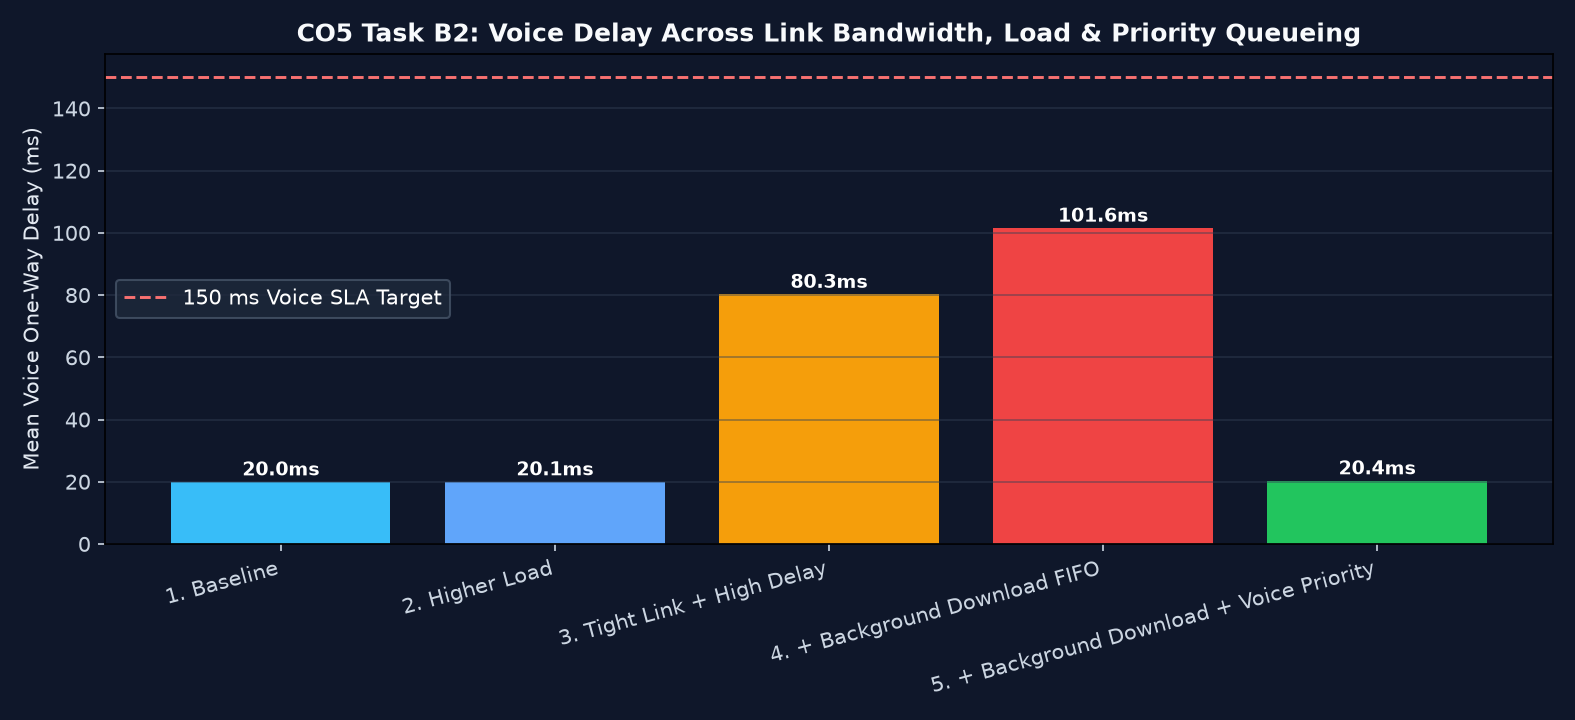 CO5 Task B2: Voice Delay Across Link Bandwidth, Load & Priority Queueing
Mean Voice One-Way Delay (ms)
140
120
100
80
60
40
20
0
150 ms Voice SLA Target
20.0ms
20.1ms
80.3ms
101.6ms
20.4ms
1. Baseline
2. Higher Load
3. Tight Link + High Delay
4. + Background Download FIFO
5. + Background Download + Voice Priority